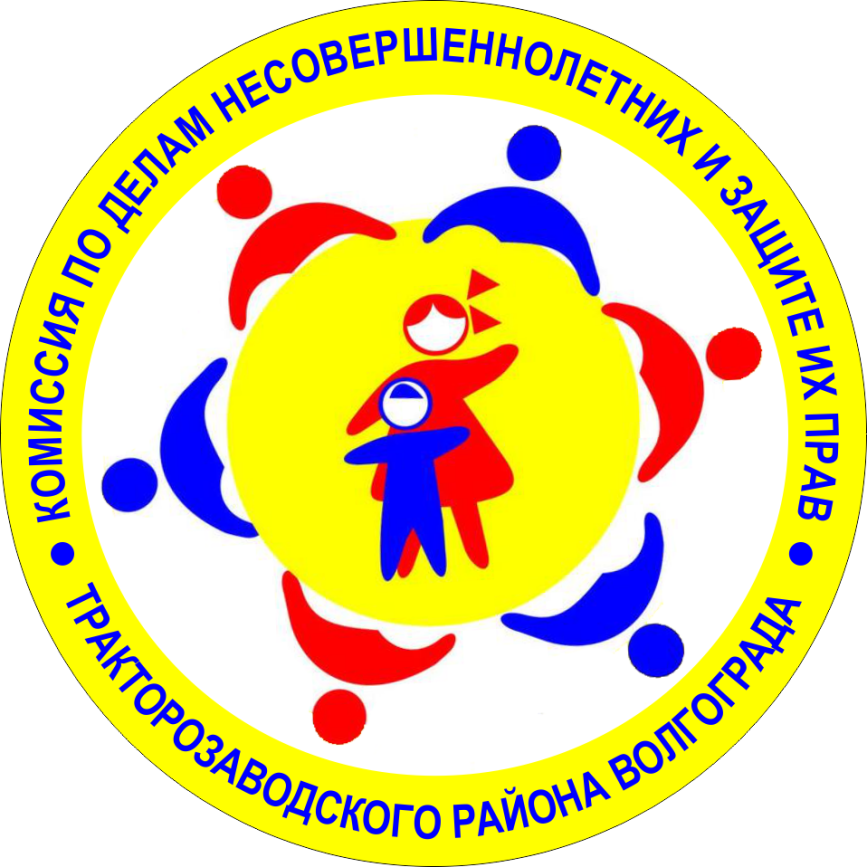 КОМИССИЯ ПО ДЕЛАМ НЕСОВЕРШЕННОЛЕТНИХ И ЗАЩИТЕ ИХ ПРАВ
ТРАКТОРОЗАВОДСКОГО РАЙОНА ВОЛГОГРАДА